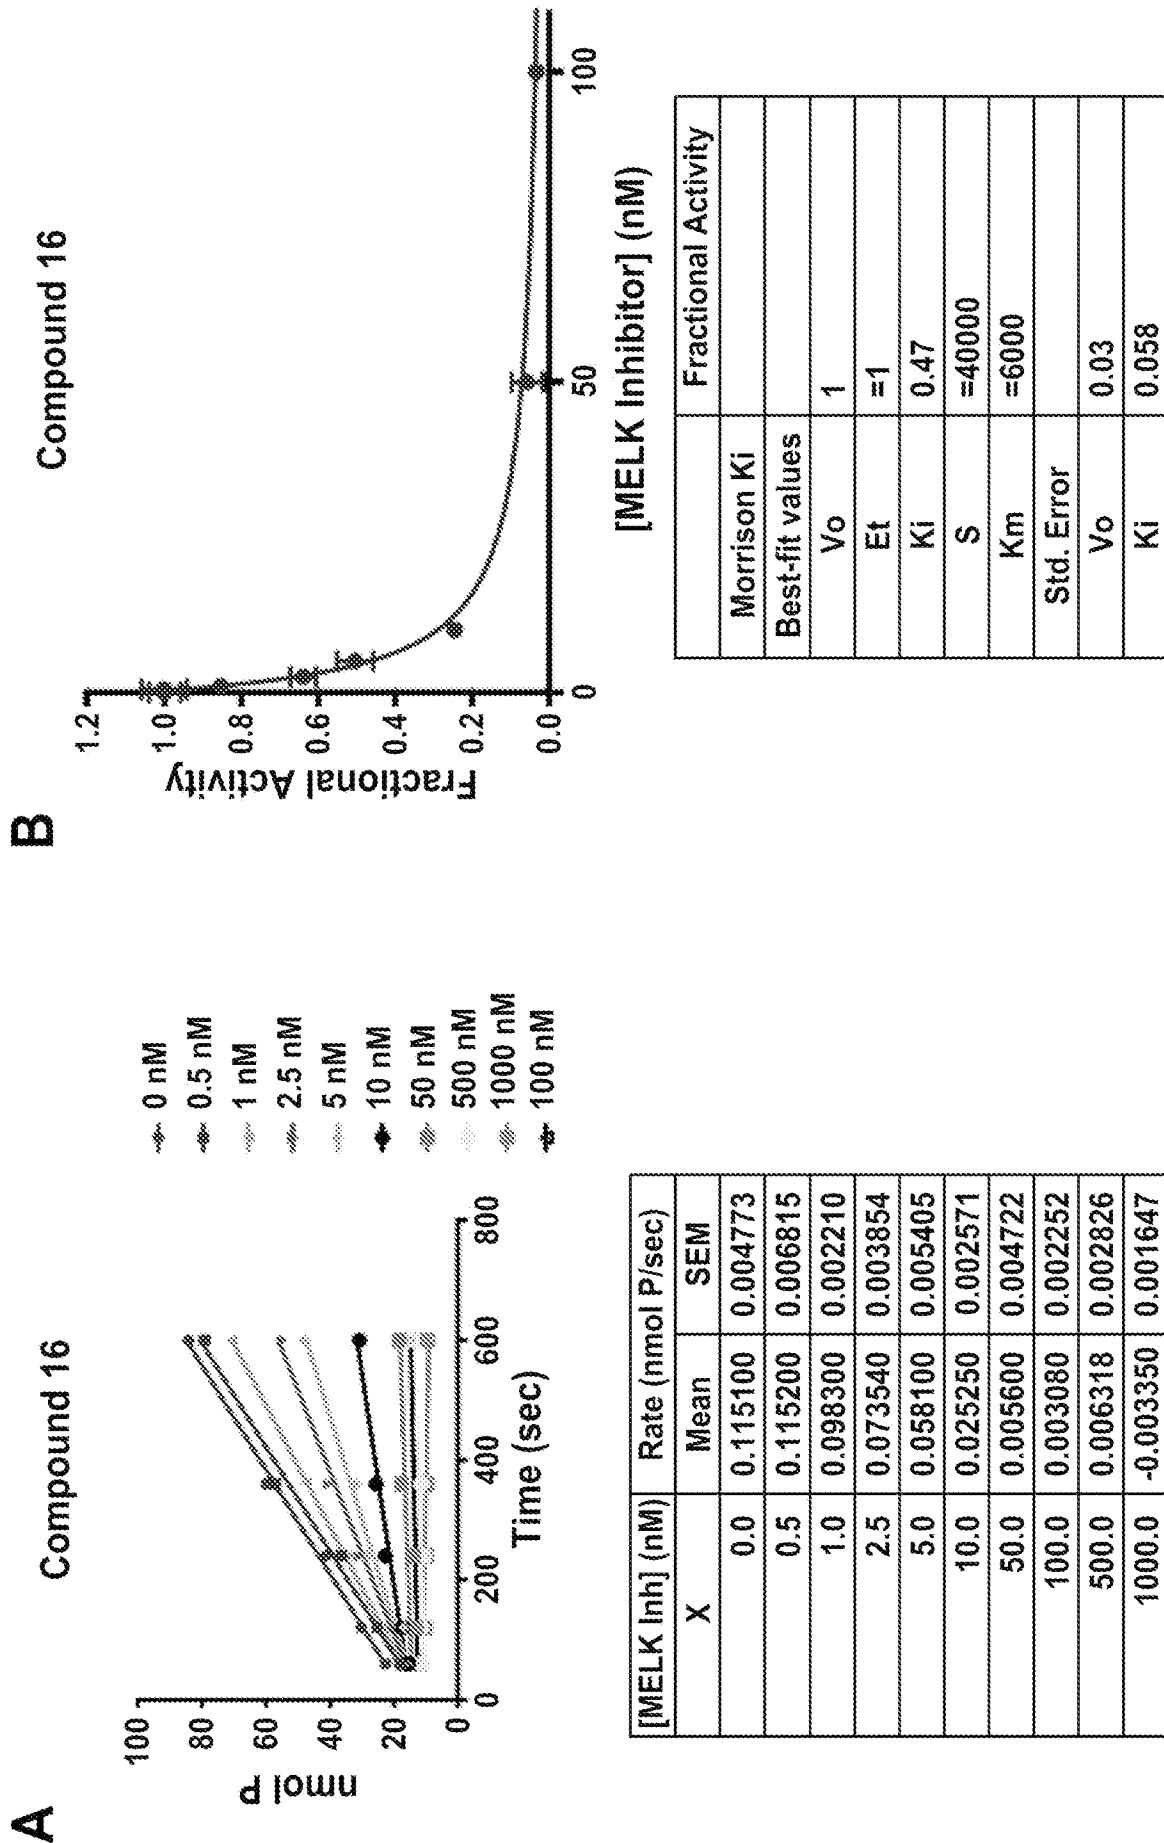 A
Compound 16
nmol P
100
80
60
40
20
0
0 200 400 600 800
Time (sec)
0 nM
0.5 nM
1 nM
2.5 nM
5 nM
10 nM
50 nM
500 nM
1000 nM
100 nM
[MELK Inh] (nM) Rate (nmol P/sec)
X Mean SEM
0.0 0.115100 0.004773
0.5 0.115200 0.006815
1.0 0.098300 0.002210
2.5 0.073540 0.003854
5.0 0.058100 0.005405
10.0 0.025250 0.002571
50.0 0.005600 0.004722
100.0 0.003080 0.002252
500.0 0.006318 0.002826
1000.0 -0.003350 0.001647
B
Compound 16
Fractional Activity
1.2
1.0
0.8
0.6
0.4
0.2
0.0
0 50 100
[MELK Inhibitor] (nM)
Fractional Activity
Morrison Ki
Best-fit values
Vo 1
Et =1
Ki 0.47
S =40000
Km =6000
Std. Error
Vo 0.03
Ki 0.058